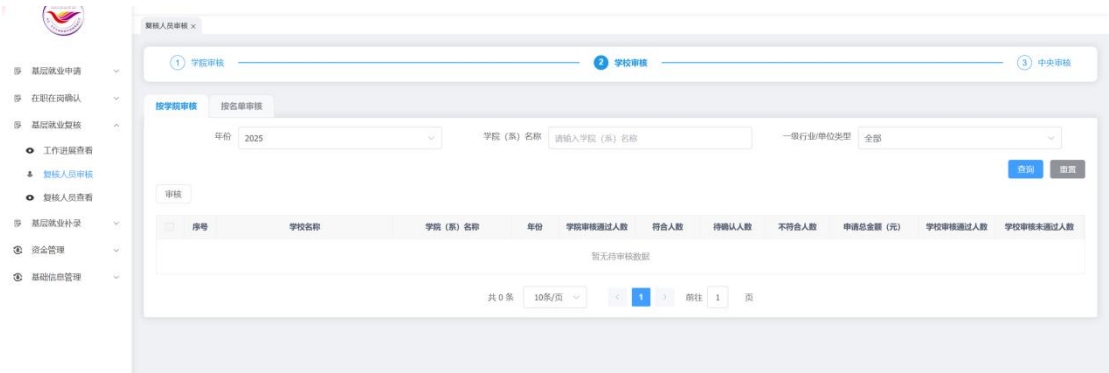 复核人员审核 ×
1 学院审核 2 学校审核 3 中央审核
基层就业申请
在职在岗确认
基层就业复核
工作进展查看
复核人员审核
复核人员查看
基层就业补录
资金管理
基础信息管理
按学院审核 按名单审核
年份 2025 学院（系）名称 请输入学院（系）名称 一级行业/单位类型 全部
查询 重置
审核
序号 学校名称 学院（系）名称 年份 学院审核通过人数 符合人数 待确认人数 不符合人数 申请总金额（元） 学校审核通过人数 学校审核未通过人数
暂无待审核数据
共 0 条 10条/页 < 1 > 前往 1 页